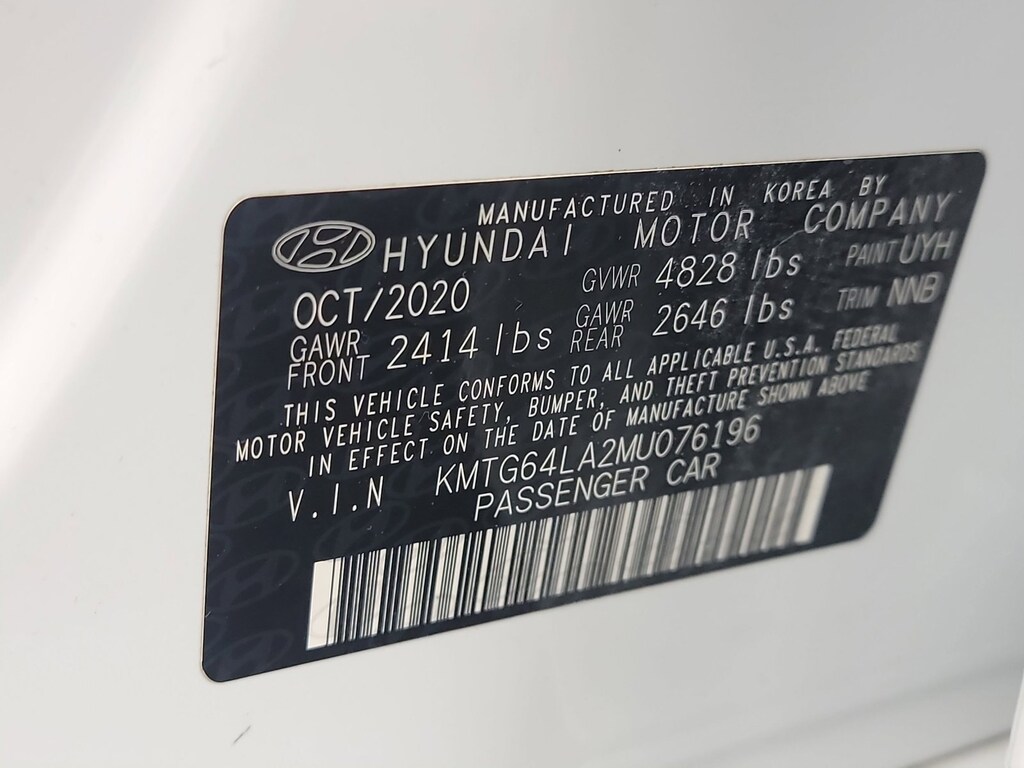 MANUFACTURED IN KOREA BY
HYUNDAI MOTOR COMPANY
OCT/2020 GVWR 4828 lbs PAINT UYH
GAWR FRONT 2414 lbs GAWR REAR 2646 lbs TRIM NNB
THIS VEHICLE CONFORMS TO ALL APPLICABLE U.S.A. FEDERAL
MOTOR VEHICLE SAFETY, BUMPER, AND THEFT PREVENTION STANDARDS
IN EFFECT ON THE DATE OF MANUFACTURE SHOWN ABOVE
V.I.N KMTG64LA2MU076196
PASSENGER CAR